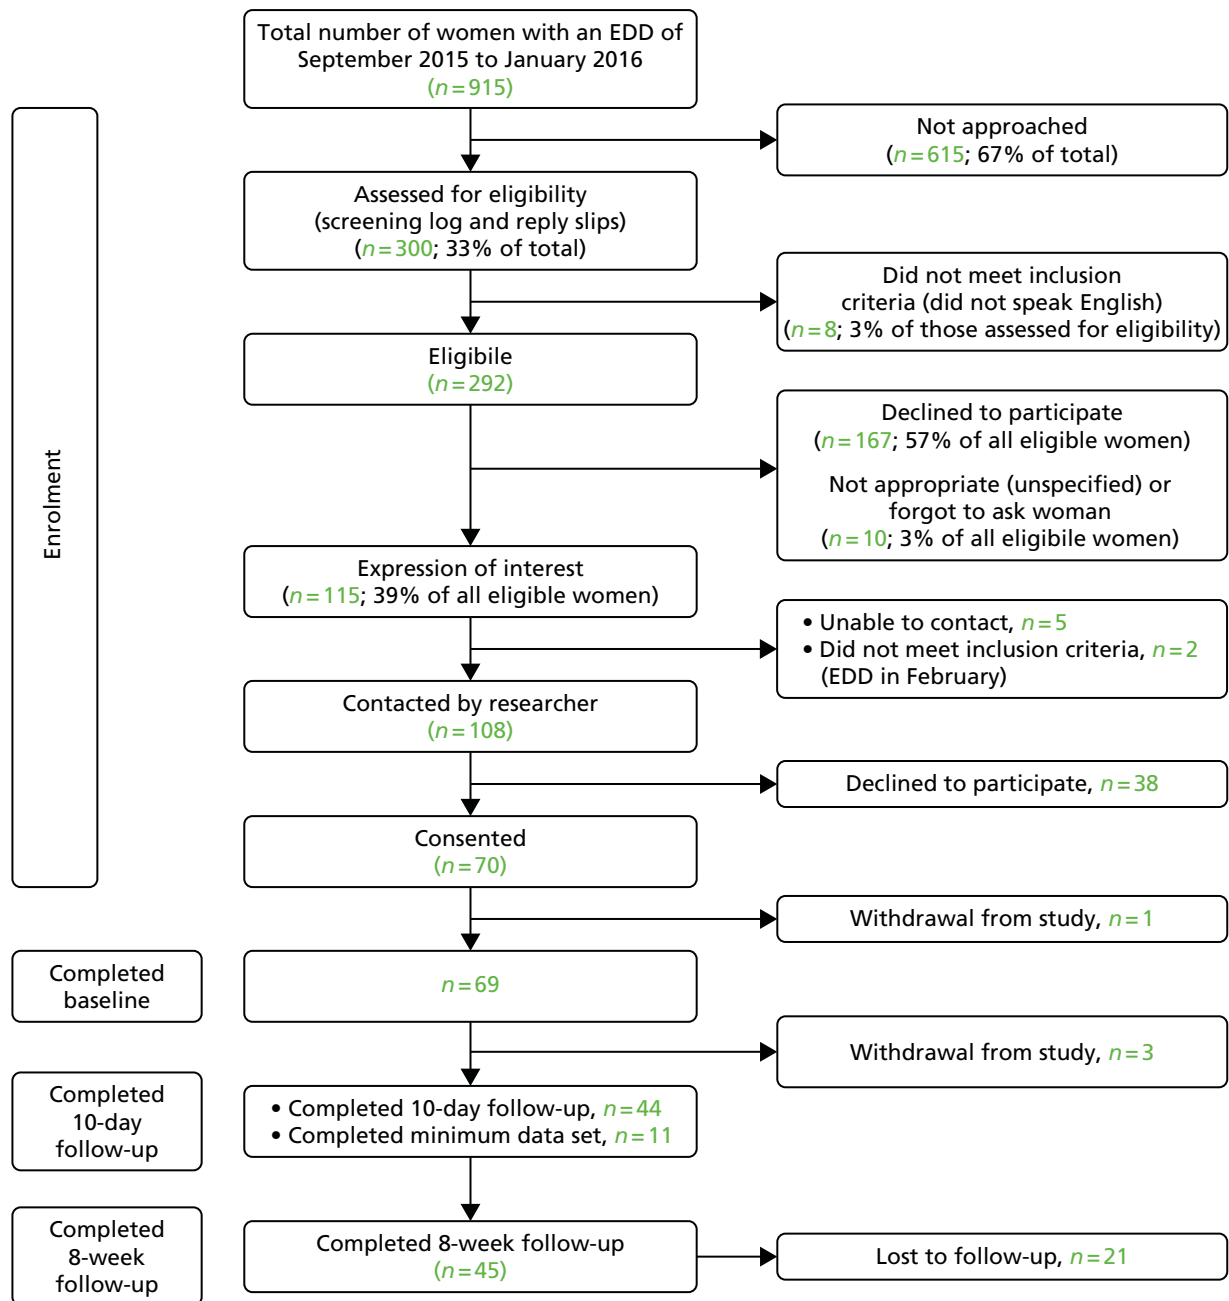 Total number of women with an EDD of
September 2015 to January 2016
(n=915)
Not approached
(n=615; 67% of total)
Assessed for eligibility
(screening log and reply slips)
(n=300; 33% of total)
Did not meet inclusion
criteria (did not speak English)
(n=8; 3% of those assessed for eligibility)
Eligibile
(n=292)
Declined to participate
(n=167; 57% of all eligible women)
Not appropriate (unspecified) or
forgot to ask woman
(n=10; 3% of all eligibile women)
Enrolment
Expression of interest
(n=115; 39% of all eligible women)
• Unable to contact, n=5
• Did not meet inclusion criteria, n=2
(EDD in February)
Contacted by researcher
(n=108)
Declined to participate, n=38
Consented
(n=70)
Withdrawal from study, n=1
Completed
baseline
n=69
Withdrawal from study, n=3
Completed
10-day
follow-up
• Completed 10-day follow-up, n=44
• Completed minimum data set, n=11
Completed
8-week
follow-up
Completed 8-week follow-up
(n=45)
Lost to follow-up, n=21